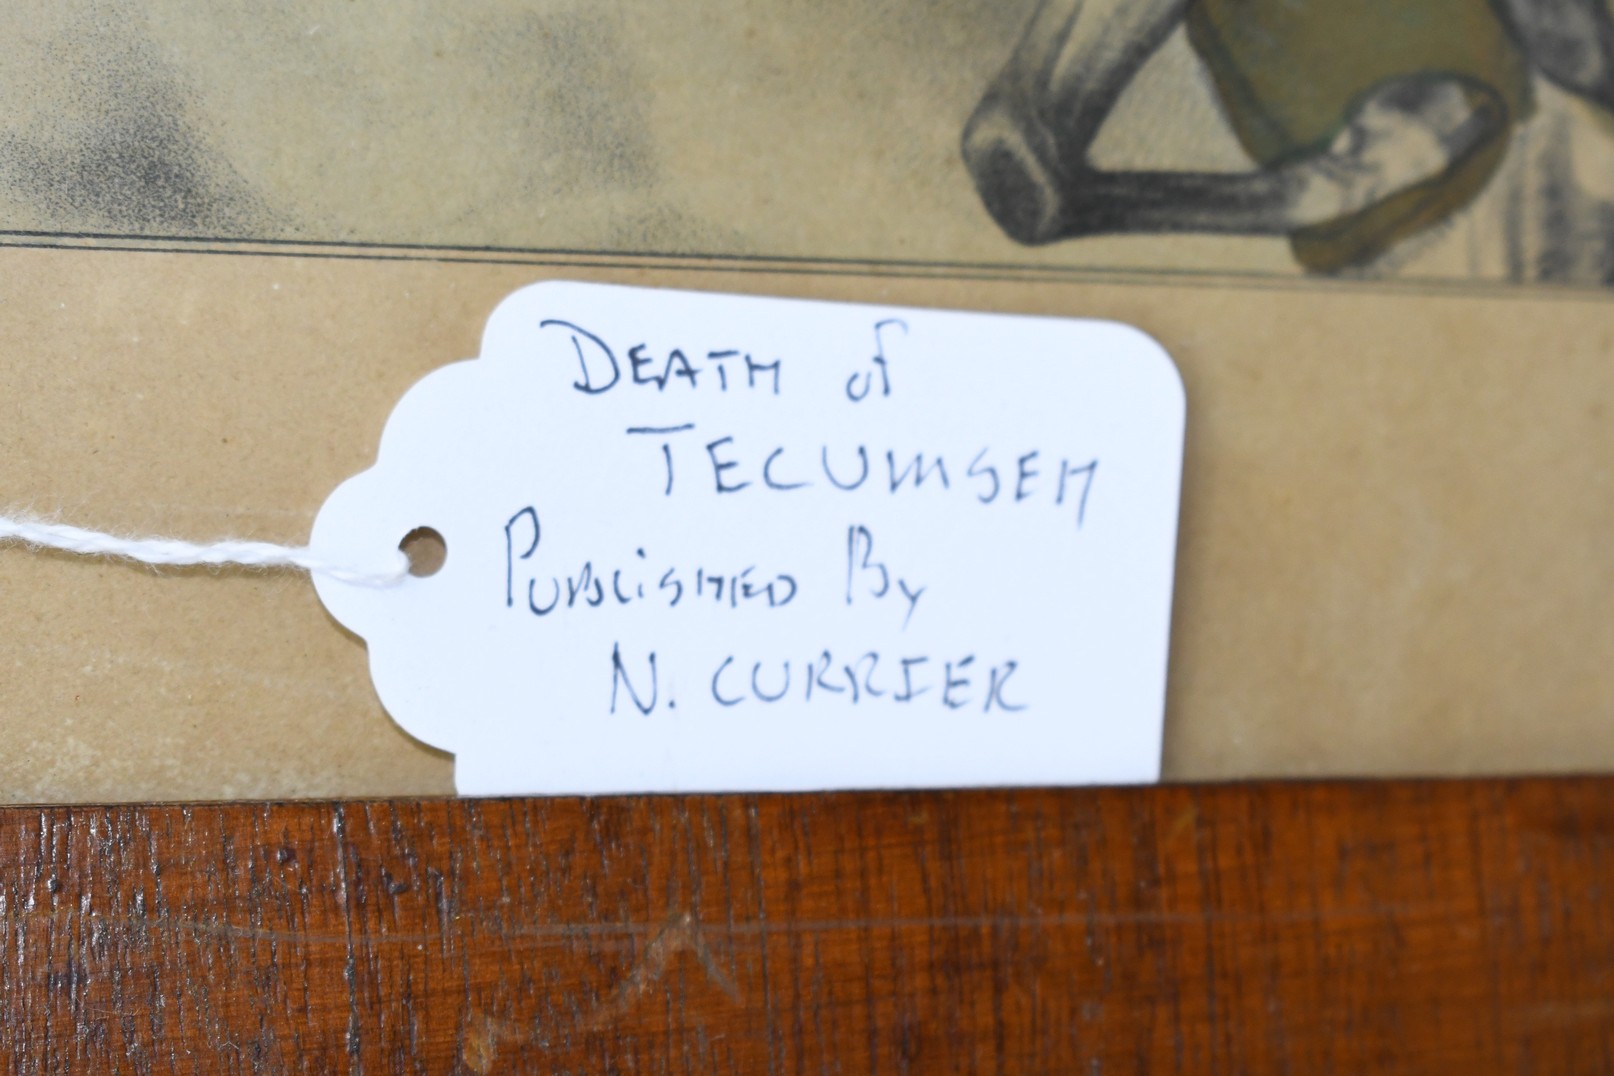 DEATH of
TECUMSEH
PUBLiSHED By
N. CURRIER